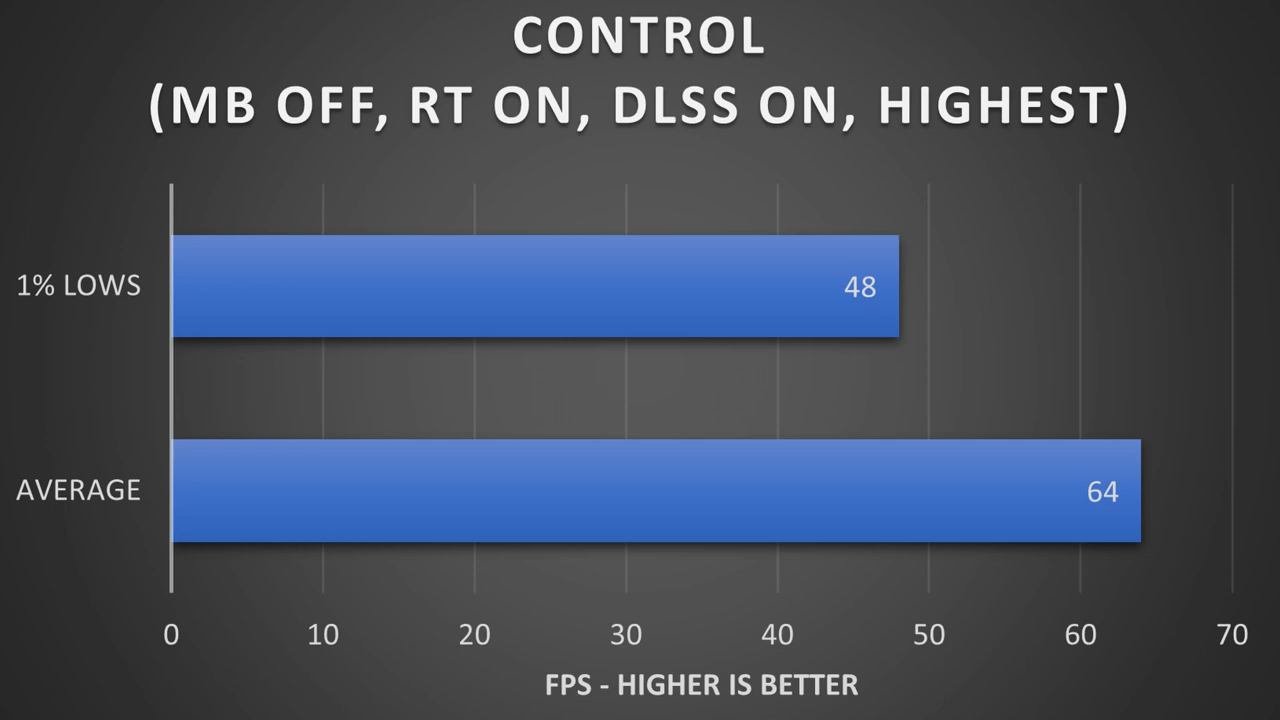 CONTROL
(MB OFF, RT ON, DLSS ON, HIGHEST)
1% LOWS
48
AVERAGE
64
0 10 20 30 40 50 60 70
FPS - HIGHER IS BETTER